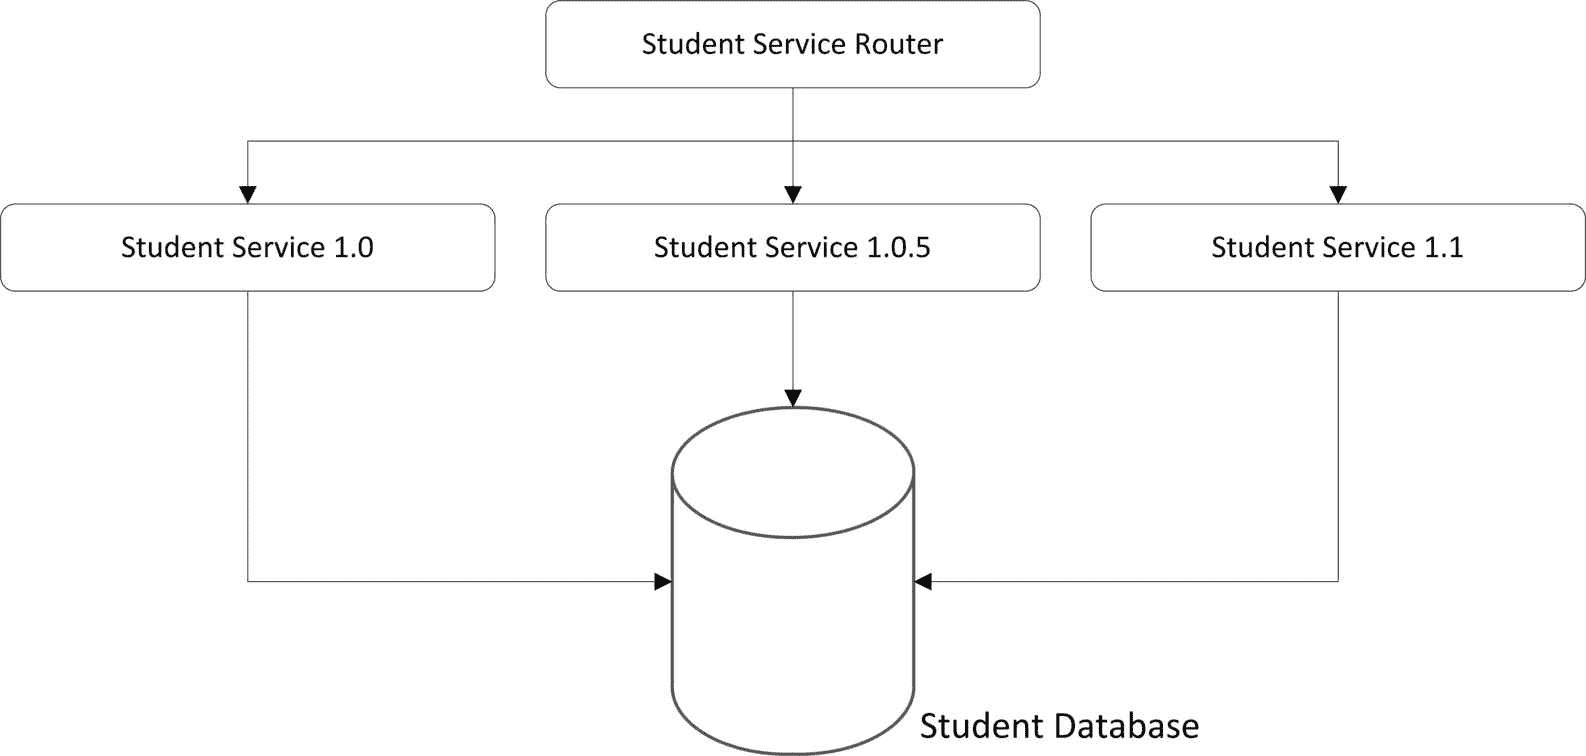 Student Service Router
Student Service 1.0
Student Service 1.0.5
Student Service 1.1
Student Database